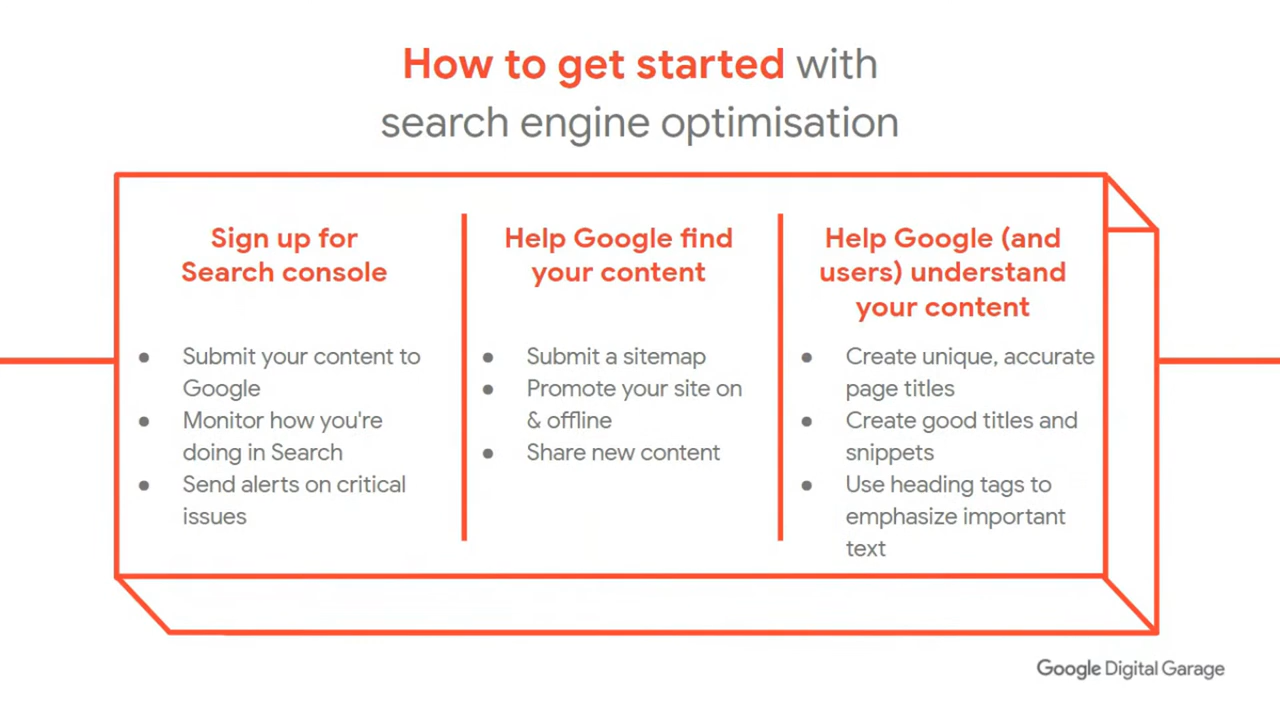 How to get started with
search engine optimisation
Sign up for
Search console
● Submit your content to
Google
● Monitor how you're
doing in Search
● Send alerts on critical
issues
Help Google find
your content
● Submit a sitemap
● Promote your site on
& offline
● Share new content
Help Google (and
users) understand
your content
● Create unique, accurate
page titles
● Create good titles and
snippets
● Use heading tags to
emphasize important
text
Google Digital Garage